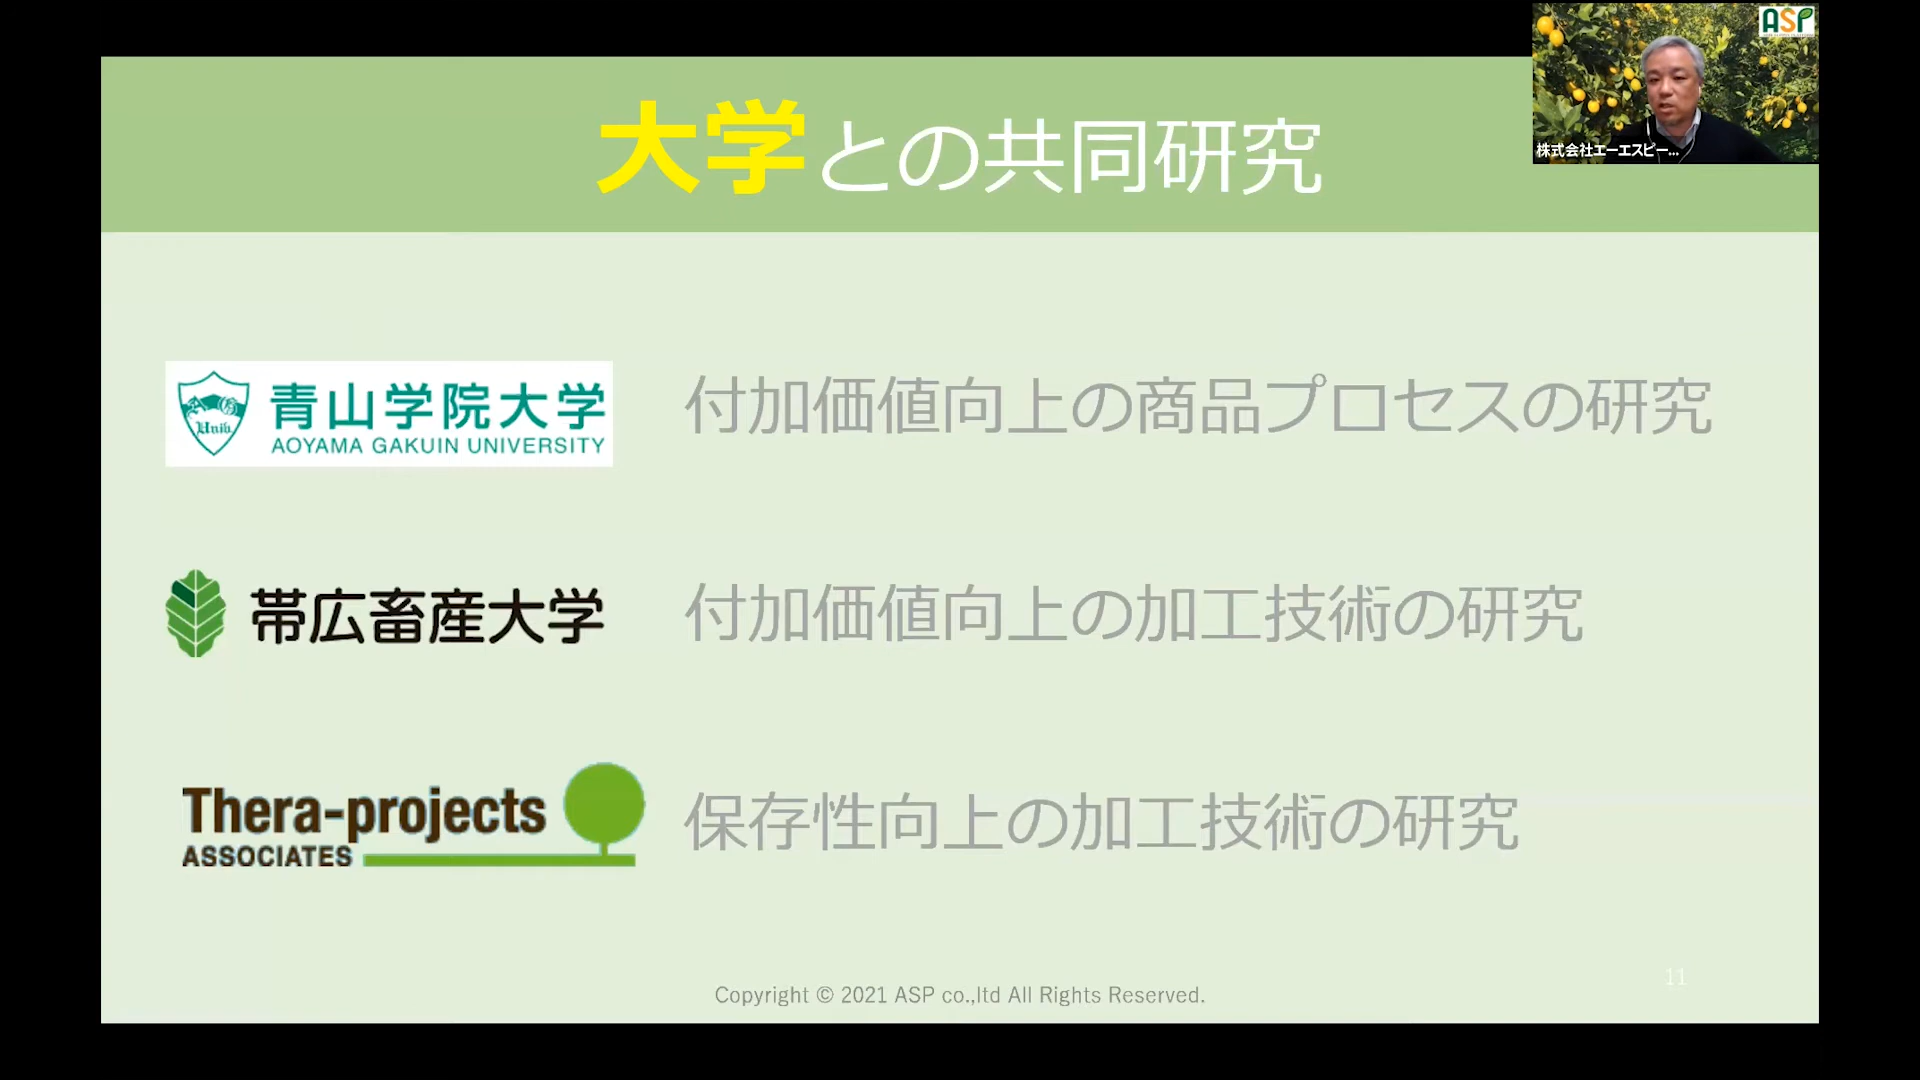 ASP
株式会社エーエスピー...
大学との共同研究
Univ.
青山学院大学
AOYAMA GAKUIN UNIVERSITY
付加価値向上の商品プロセスの研究
帯広畜産大学
付加価値向上の加工技術の研究
Thera-projects
ASSOCIATES
保存性向上の加工技術の研究
11
Copyright © 2021 ASP co.,ltd All Rights Reserved.